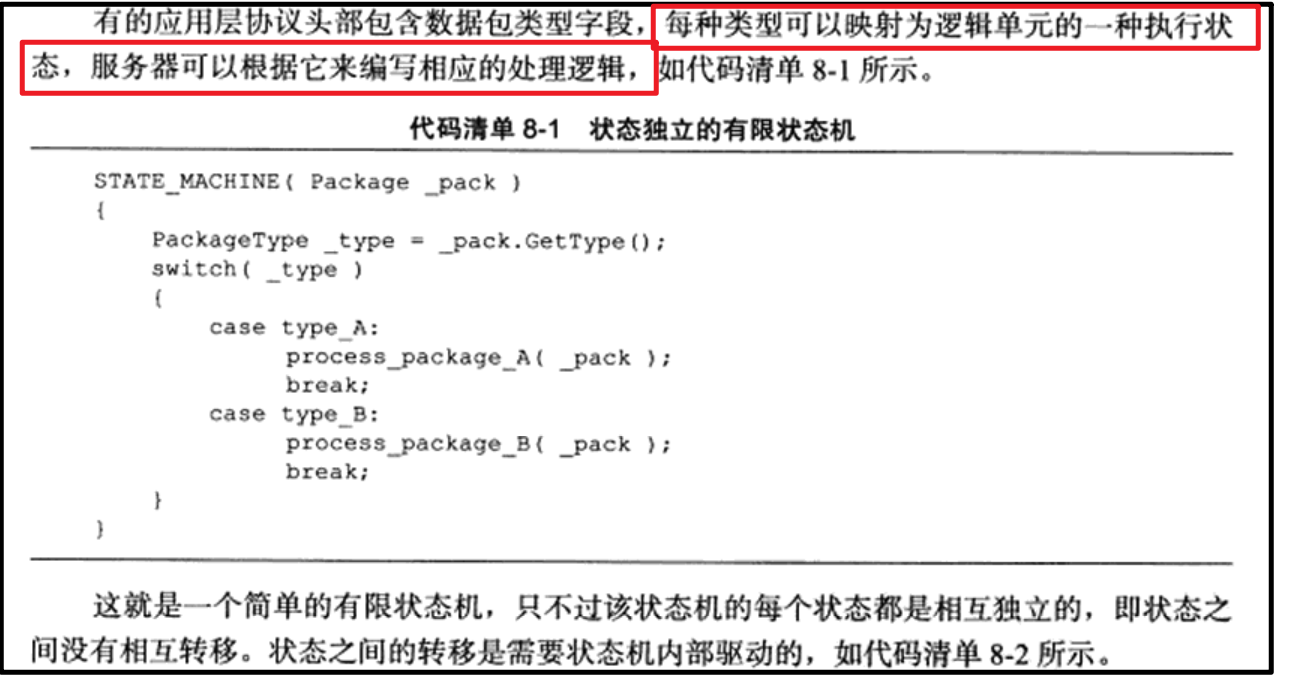 有的应用层协议头部包含数据包类型字段，每种类型可以映射为逻辑单元的一种执行状
态，服务器可以根据它来编写相应的处理逻辑，如代码清单 8-1 所示。
代码清单 8-1 状态独立的有限状态机
STATE_MACHINE( Package _pack )
{
PackageType _type = _pack.GetType();
switch( _type )
{
case type_A:
process_package_A( _pack );
break;
case type_B:
process_package_B( _pack );
break;
}
}
这就是一个简单的有限状态机，只不过该状态机的每个状态都是相互独立的，即状态之
间没有相互转移。状态之间的转移是需要状态机内部驱动的，如代码清单 8-2 所示。